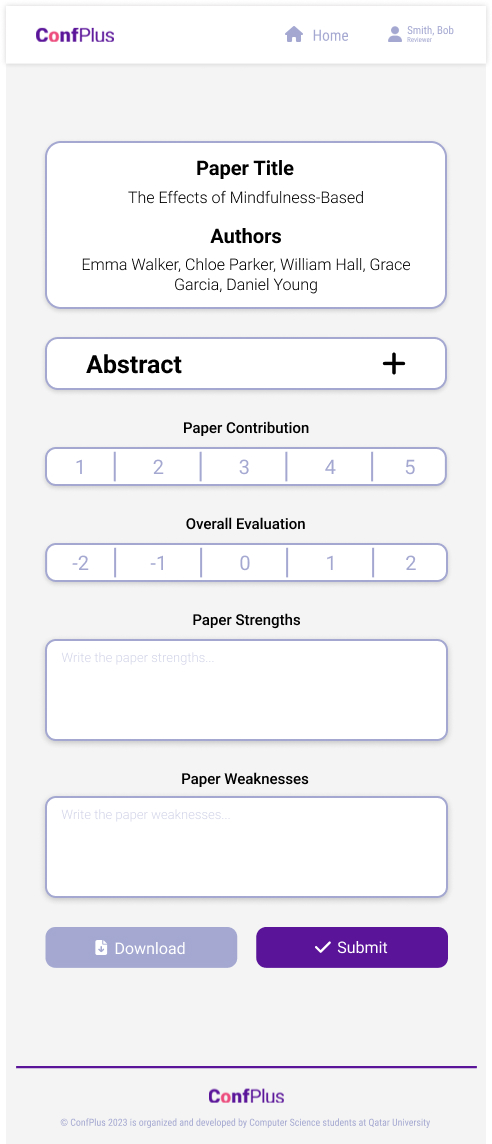 ConfPlus
Home
Smith, Bob
Reviewer
Paper Title
The Effects of Mindfulness-Based
Authors
Emma Walker, Chloe Parker, William Hall, Grace
Garcia, Daniel Young
Abstract
Paper Contribution
1 2 3 4 5
Overall Evaluation
-2 -1 0 1 2
Paper Strengths
Write the paper strengths...
Paper Weaknesses
Write the paper weaknesses...
Download
Submit
ConfPlus
© ConfPlus 2023 is organized and developed by Computer Science students at Qatar University